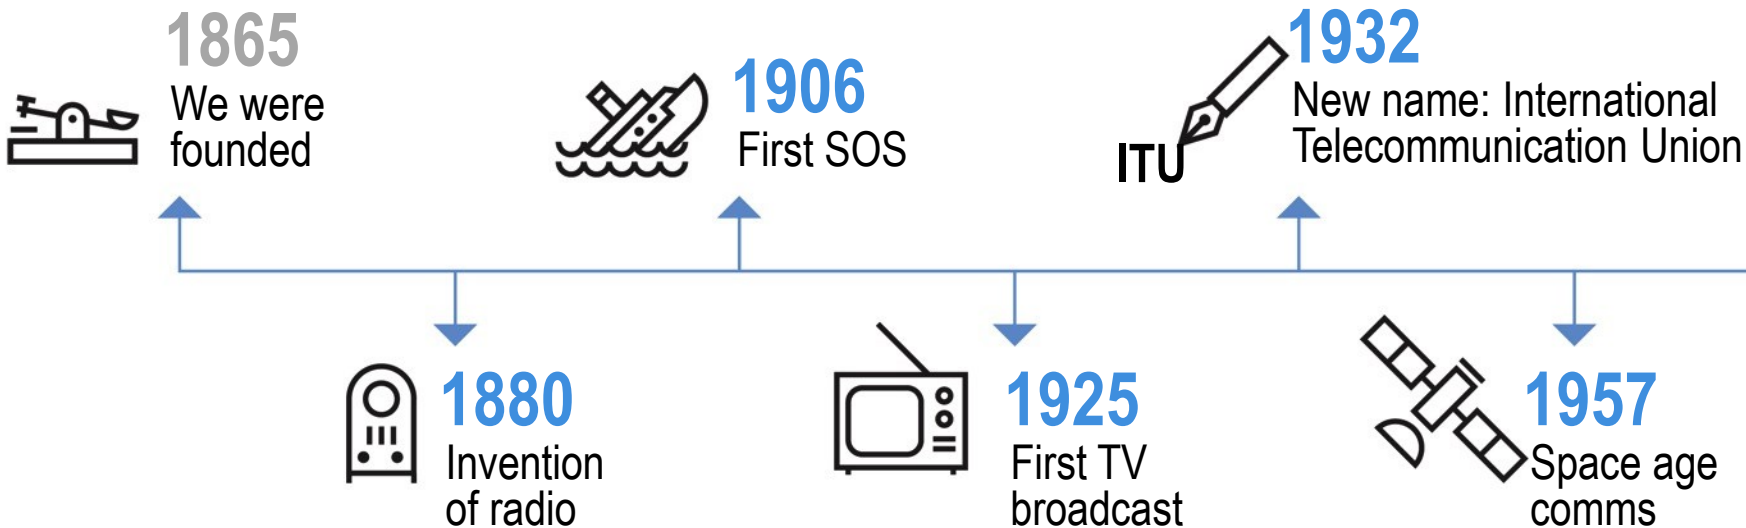 1865
We were
founded
1906
First SOS
ITU
1932
New name: International
Telecommunication Union
1880
Invention
of radio
1925
First TV
broadcast
1957
Space age
comms